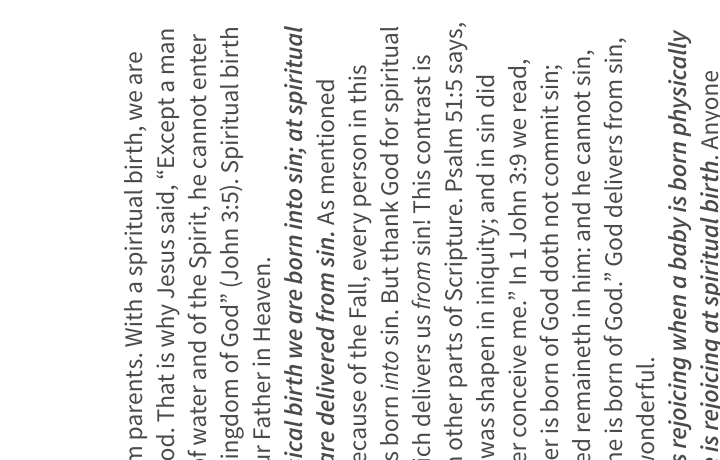 m parents. With a spiritual birth, we are
od. That is why Jesus said, “Except a man
of water and of the Spirit, he cannot enter
ingdom of God” (John 3:5). Spiritual birth
ur Father in Heaven.
ical birth we are born into sin; at spiritual
are delivered from sin. As mentioned
ecause of the Fall, every person in this
s born into sin. But thank God for spiritual
ich delivers us from sin! This contrast is
n other parts of Scripture. Psalm 51:5 says,
was shapen in iniquity; and in sin did
er conceive me.” In 1 John 3:9 we read,
er is born of God doth not commit sin;
ed remaineth in him: and he cannot sin,
he is born of God.” God delivers from sin,
wonderful.
s rejoicing when a baby is born physically
e is rejoicing at spiritual birth. Anyone